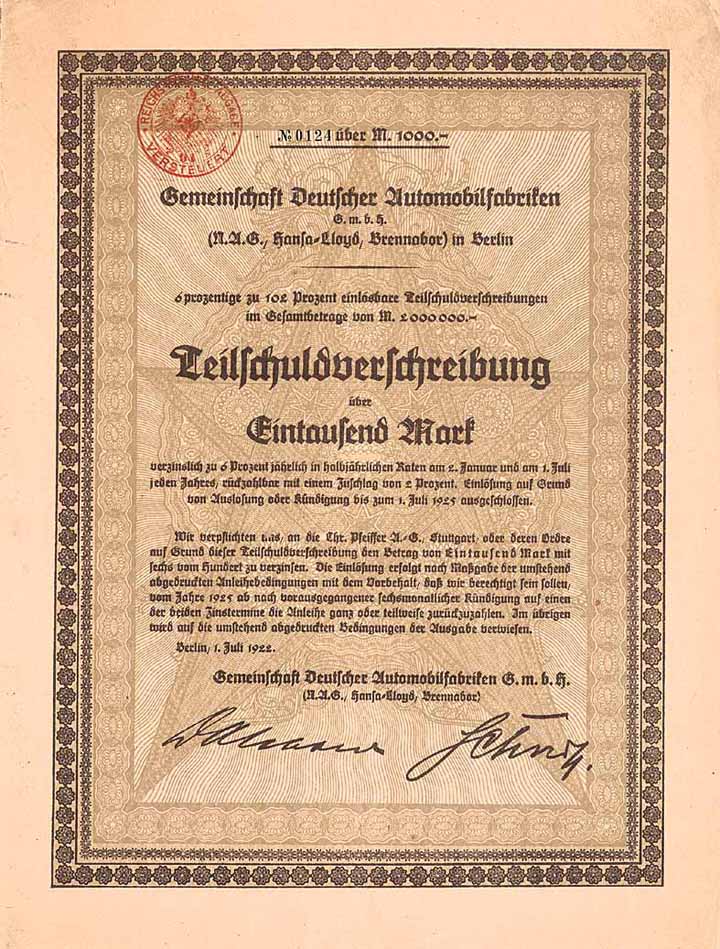 VERSTEUERT
№ 0124 über M. 1000.-
Gemeinschaft Deutscher Automobilfabriken
G. m. b. H.
(N.A.G., Hansa-Lloyd, Brennabor) in Berlin
6 prozentige zu 102 Prozent einlösbare Teilschuldverschreibungen
im Gesamtbetrage von M. 2000000.-
Teilschuldverschreibung
über
Eintausend Mark
verzinslich zu 6 Prozent jährlich in halbjährlichen Raten am 2. Januar und am 1. Juli
jeden Jahres, rückzahlbar mit einem Zuschlag von 2 Prozent. Einlösung auf Grund
von Auslosung oder Kündigung bis zum 1. Juli 1925 ausgeschlossen.
Wir verpflichten uns, an die Chr. Pfeiffer A.-G., Stuttgart, oder deren Ordre
auf Grund dieser Teilschuldverschreibung den Betrag von Eintausend Mark mit
sechs vom Hundert zu verzinsen. Die Einlösung erfolgt nach Maßgabe der umstehend
abgedruckten Anleihebedingungen mit dem Vorbehalt, daß wir berechtigt sein sollen,
vom Jahre 1925 ab nach vorausgegangener sechsmonatlicher Kündigung auf einen
der beiden Zinstermine die Anleihe ganz oder teilweise zurückzuzahlen. Im übrigen
wird auf die umstehend abgedruckten Bedingungen der Ausgabe verwiesen.
Berlin, 1. Juli 1922.
Gemeinschaft Deutscher Automobilfabriken G. m. b. H.
(N.A.G., Hansa-Lloyd, Brennabor)